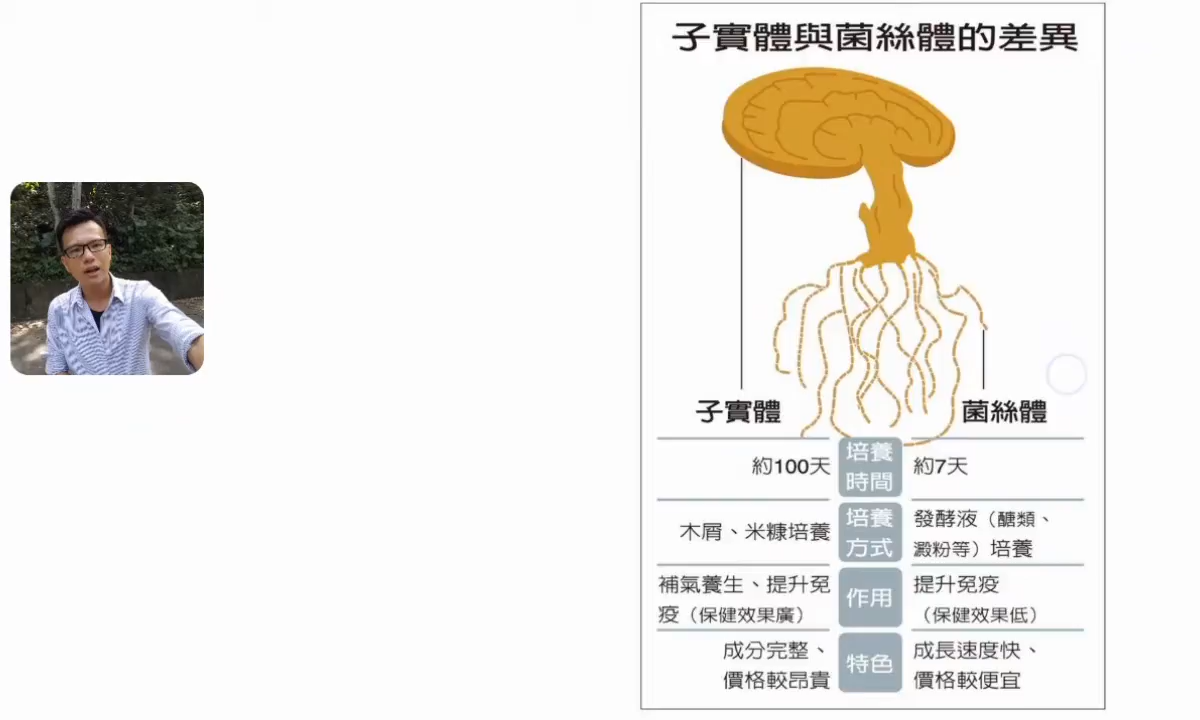 子實體與菌絲體的差異
子實體
菌絲體
約100天
培養
時間
約7天
木屑、米糠培養
培養
方式
發酵液（醣類、
澱粉等）培養
補氣養生、提升免
疫（保健效果廣）
作用
提升免疫
（保健效果低）
成分完整、
價格較昂貴
特色
成長速度快、
價格較便宜